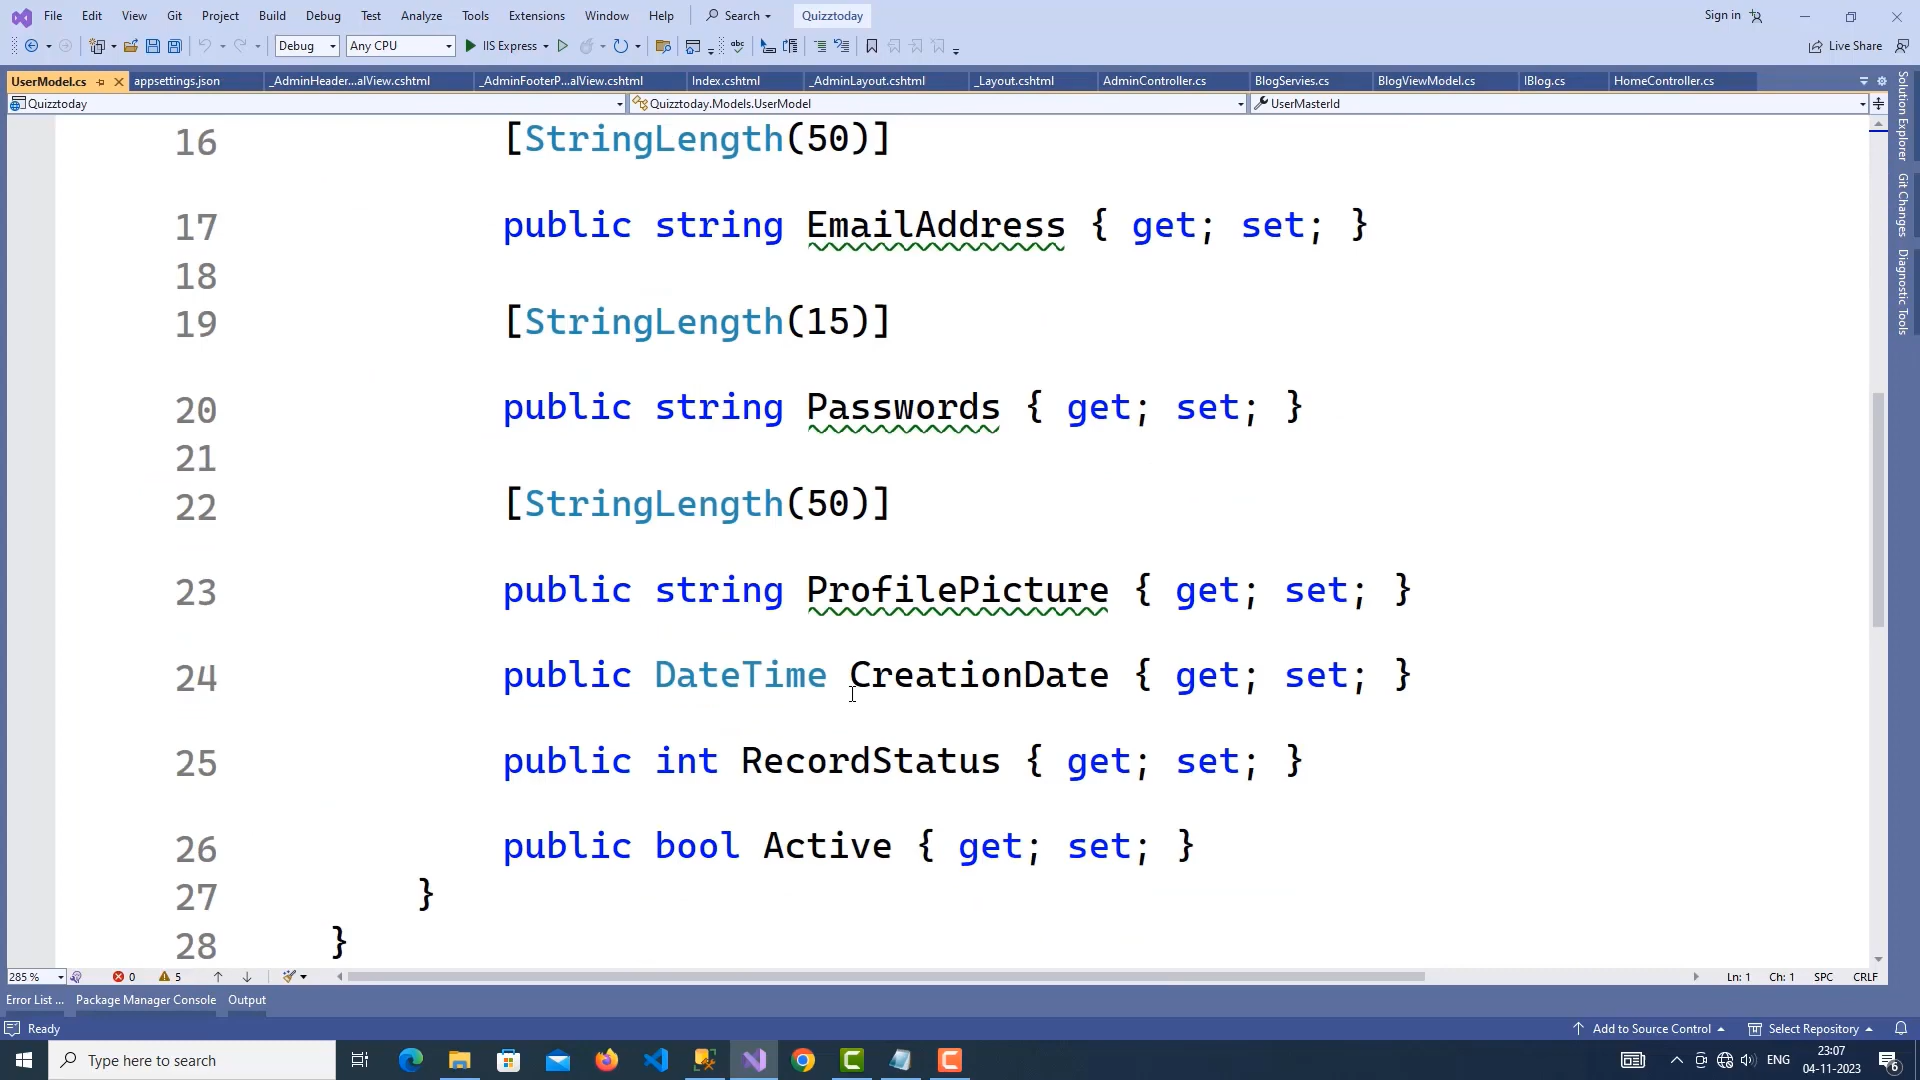 File Edit View Git Project Build Debug Test Analyze Tools Extensions Window Help Search Quizztoday Sign in
Debug Any CPU IIS Express Live Share
UserModel.cs appsettings.json _AdminHeader...alView.cshtml _AdminFooterP...alView.cshtml Index.cshtml _AdminLayout.cshtml _Layout.cshtml AdminController.cs BlogServies.cs BlogViewModel.cs IBlog.cs HomeController.cs
Quizztoday Quizztoday.Models.UserModel UserMasterId
16 [StringLength(50)]
17 public string EmailAddress { get; set; }
18
19 [StringLength(15)]
20 public string Passwords { get; set; }
21
22 [StringLength(50)]
23 public string ProfilePicture { get; set; }
24 public DateTime CreationDate { get; set; }
25 public int RecordStatus { get; set; }
26 public bool Active { get; set; }
27 }
28 }
Solution Explorer
Git Changes
Diagnostic Tools
285 % 0 5 Ln: 1 Ch: 1 SPC CRLF
Error List ... Package Manager Console Output
Ready Add to Source Control Select Repository
Type here to search ENG 23:07
04-11-2023 6